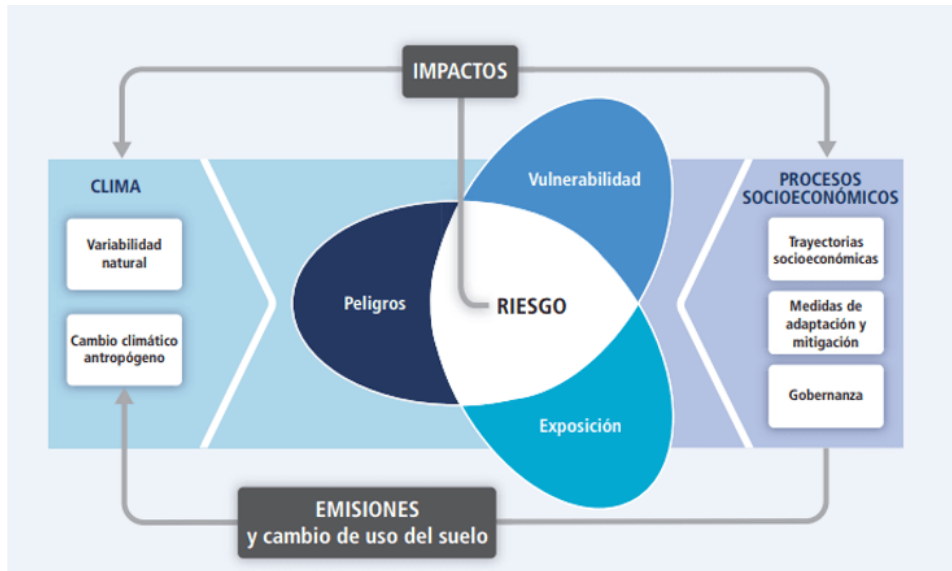 IMPACTOS
CLIMA
Variabilidad
natural
Cambio climático
antropógeno
Peligros
Vulnerabilidad
RIESGO
Exposición
PROCESOS
SOCIOECONÓMICOS
Trayectorias
socioeconómicas
Medidas de
adaptación y
mitigación
Gobernanza
EMISIONES
y cambio de uso del suelo